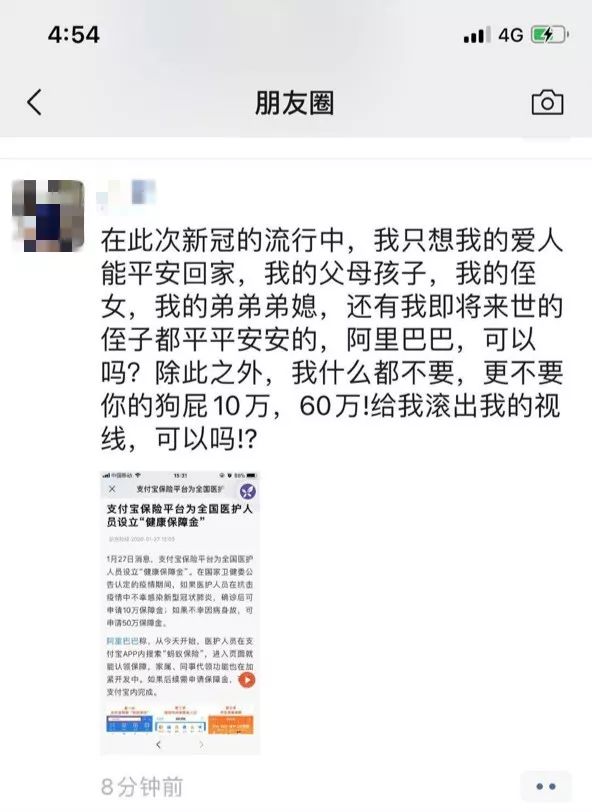 4:54
4G
朋友圈
在此次新冠的流行中，我只想我的爱人
能平安回家，我的父母孩子，我的侄
女，我的弟弟弟媳，还有我即将来世的
侄子都平平安安的，阿里巴巴，可以
吗？除此之外，我什么都不要，更不要
你的狗屁10万，60万!给我滚出我的视
线，可以吗!?
中国移动
15:31
支付宝保险平台为全国医护
支付宝保险平台为全国医护人
员设立“健康保障金”
1月27日消息，支付宝保险平台为全国医护
人员设立“健康保障金”。在国家卫健委公
告认定的疫情期间，如果医护人员在抗击
疫情中不幸感染新型冠状肺炎，确诊后可
申请10万保障金；如果不幸因病身故，可
申请50万保障金。
阿里巴巴称，从今天开始，医护人员在支
付宝APP内搜索“蚂蚁保险”，进入页面就
能认领保障，家属、同事代领功能也在加
紧开发中。如果后续需申请保障金，
支付宝内完成。
8分钟前